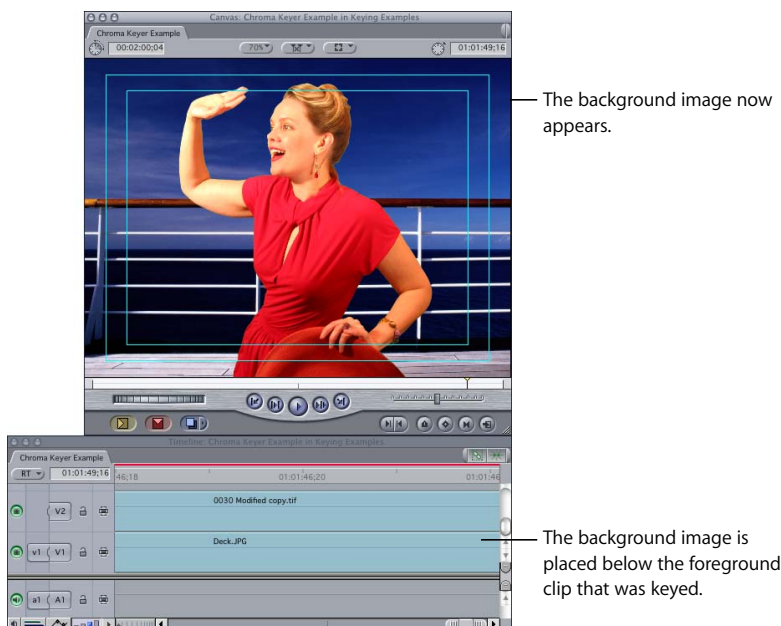 Canvas: Chroma Keyer Example in Keying Examples
Chroma Keyer Example
00:02:00;04
70%
01:01:49;16
The background image now
appears.
Timeline: Chroma Keyer Example in Keying Examples
Chroma Keyer Example
RT
01:01:49;16
46;18
01:01:46;20
01:01:46
V2
0030 Modified copy.tif
v1
V1
Deck.JPG
The background image is
placed below the foreground
clip that was keyed.
a1
A1